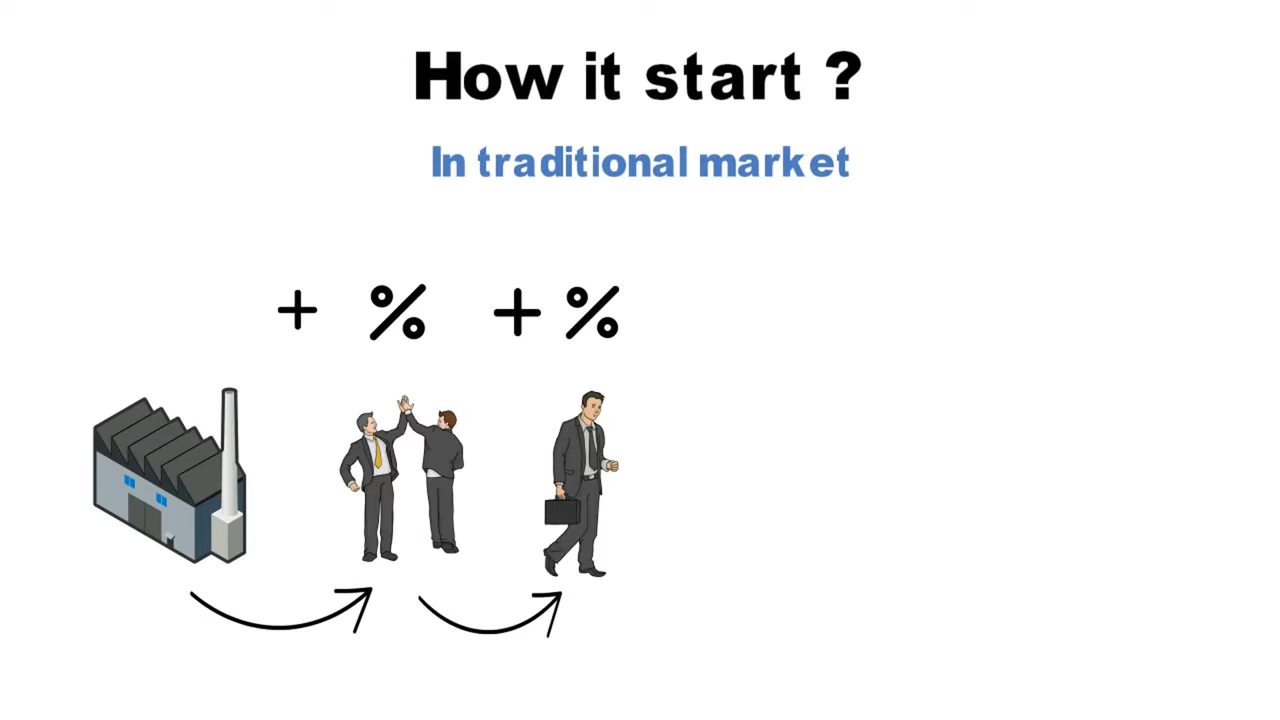 How it start ?
In traditional market
+ % + %